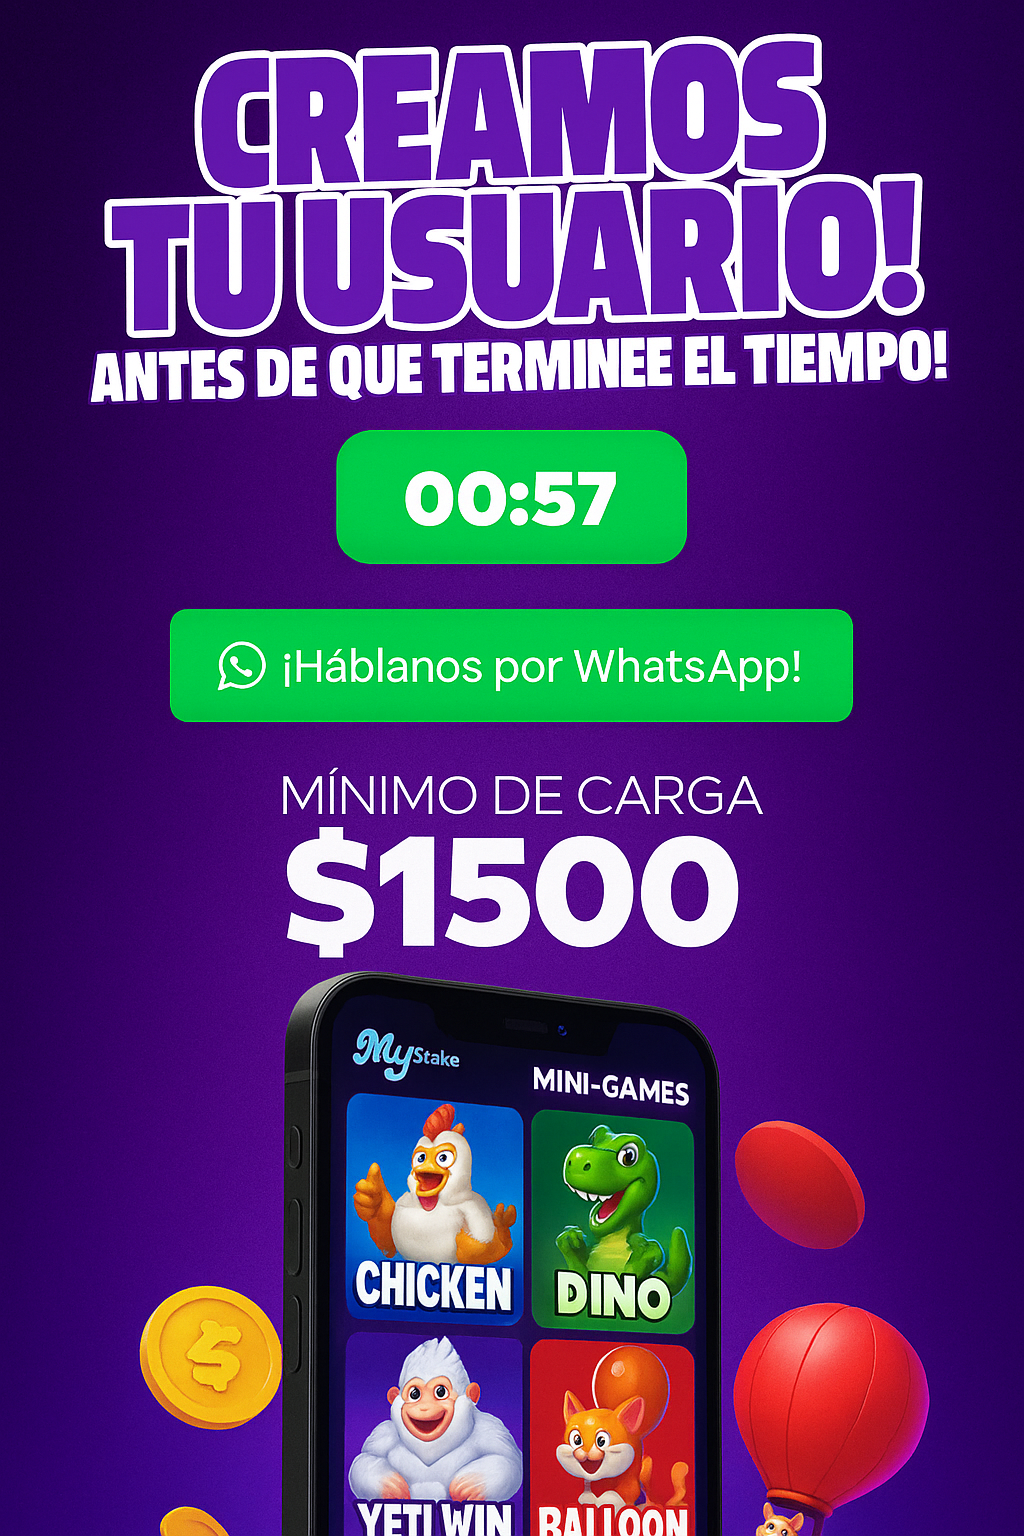 CREAMOS
TU USUARIO!
ANTES DE QUE TERMINEE EL TIEMPO!
00:57
¡Háblanos por WhatsApp!
MÍNIMO DE CARGA
$1500
MyStake
MINI-GAMES
CHICKEN
DINO
YETI WIN
BALLOON